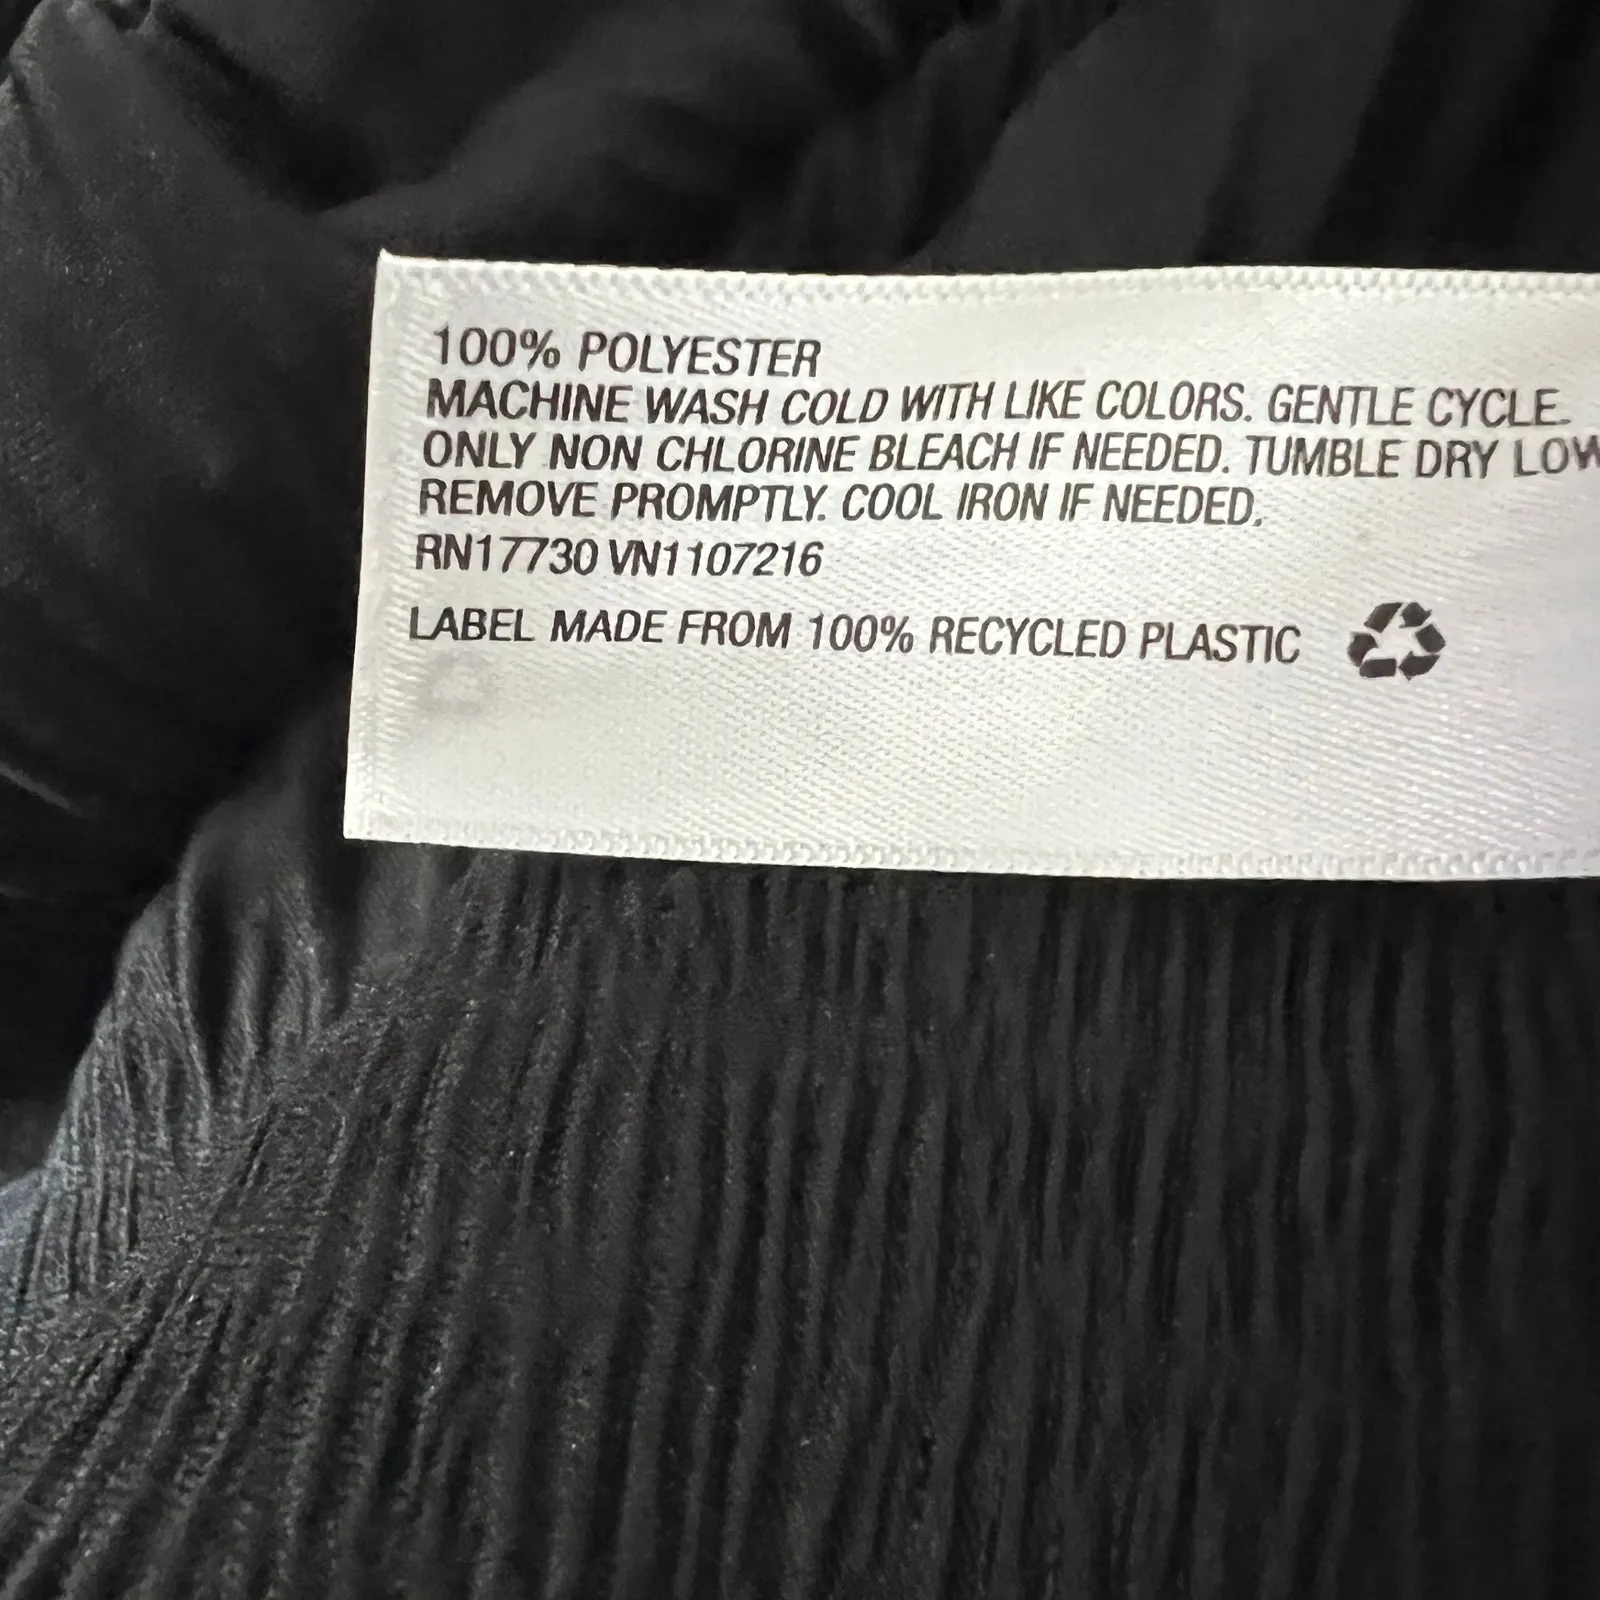 100% POLYESTER
MACHINE WASH COLD WITH LIKE COLORS. GENTLE CYCLE.
ONLY NON CHLORINE BLEACH IF NEEDED. TUMBLE DRY LOW
REMOVE PROMPTLY. COOL IRON IF NEEDED.
RN17730 VN1107216
LABEL MADE FROM 100% RECYCLED PLASTIC